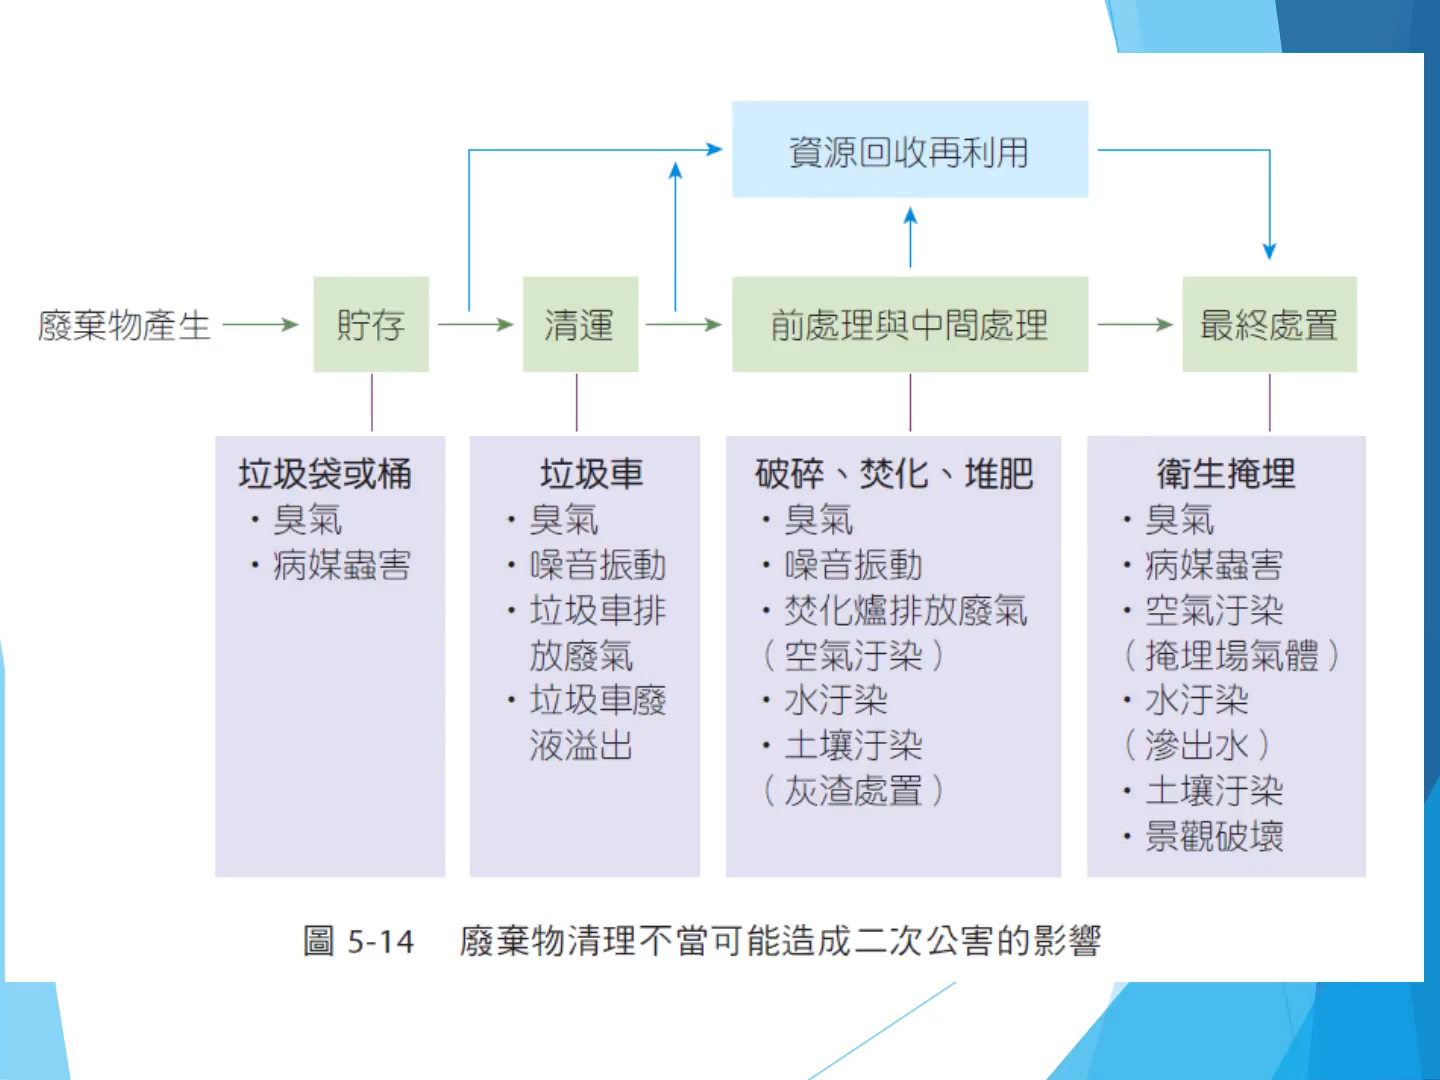 資源回收再利用
廢棄物產生
貯存
清運
前處理與中間處理
最終處置
垃圾袋或桶
・臭氣
・病媒蟲害
垃圾車
・臭氣
・噪音振動
・垃圾車排
放廢氣
・垃圾車廢
液溢出
破碎、焚化、堆肥
・臭氣
・噪音振動
・焚化爐排放廢氣
（空氣汙染）
・水汙染
・土壤汙染
（灰渣處置）
衛生掩埋
・臭氣
・病媒蟲害
・空氣汙染
（掩埋場氣體）
・水汙染
（滲出水）
・土壤汙染
・景觀破壞
圖 5-14 廢棄物清理不當可能造成二次公害的影響